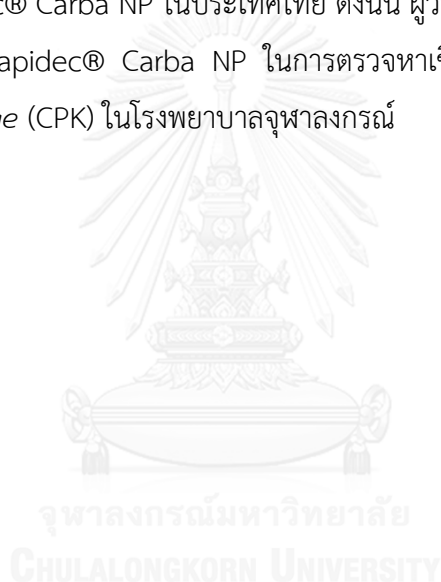 c® Carba NP ในประเทศไทย ดังนั้น ผู้ว
apidec® Carba NP ในการตรวจหาเชื
e (CPK) ในโรงพยาบาลจุฬาลงกรณ์
จุฬาลงกรณ์มหาวิทยาลัย
CHULALONGKORN UNIVERSITY